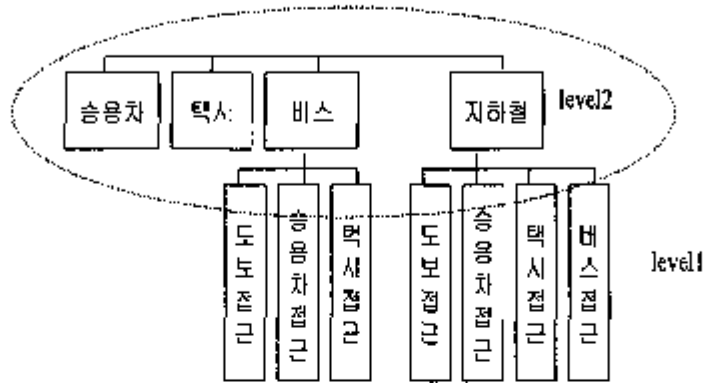 승용차 택시 버스 지하철 level2
도보접근 승용차접근 택시접근 도보접근 승용차접근 택시접근 버스접근 level1